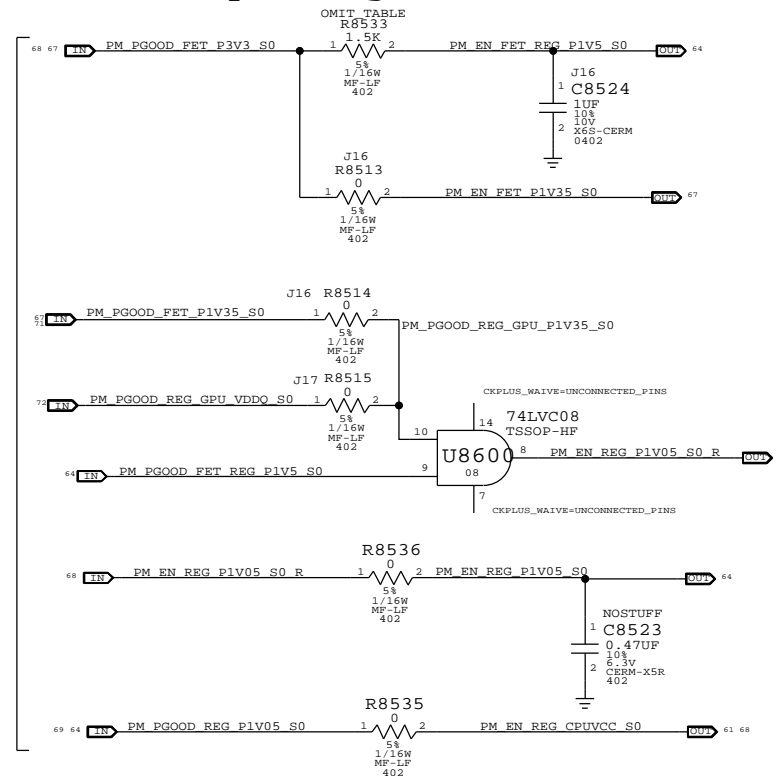 OMIT_TABLE
R8533
1.5K
68 67 IN PM_PGOOD_FET_P3V3_S0 1 2 PM_EN_FET_REG_P1V5_S0 OUT 64
5%
1/16W
MF-LF
402
J16
1 C8524
1UF
10%
10V
2 X6S-CERM
0402
J16
R8513
0
1 2 PM_EN_FET_P1V35_S0 OUT 67
5%
1/16W
MF-LF
402
J16 R8514
0
67
71 IN PM_PGOOD_FET_P1V35_S0 1 2
PM_PGOOD_REG_GPU_P1V35_S0
5%
1/16W
MF-LF
402
J17 R8515
0
72 IN PM_PGOOD_REG_GPU_VDDQ_S0 1 2
5%
1/16W
MF-LF
402
CKPLUS_WAIVE=UNCONNECTED_PINS
14 74LVC08
TSSOP-HF
10
U8600 8 PM_EN_REG_P1V05_S0_R OUT
08
64 IN PM_PGOOD_FET_REG_P1V5_S0 9
7
CKPLUS_WAIVE=UNCONNECTED_PINS
R8536
0
68 IN PM_EN_REG_P1V05_S0_R 1 2 PM_EN_REG_P1V05_S0 OUT 64
5%
1/16W
MF-LF
402
NOSTUFF
1 C8523
0.47UF
10%
6.3V
2 CERM-X5R
402
R8535
0
69 64 IN PM_PGOOD_REG_P1V05_S0 1 2 PM_EN_REG_CPUVCC_S0 OUT 61 68
5%
1/16W
MF-LF
402